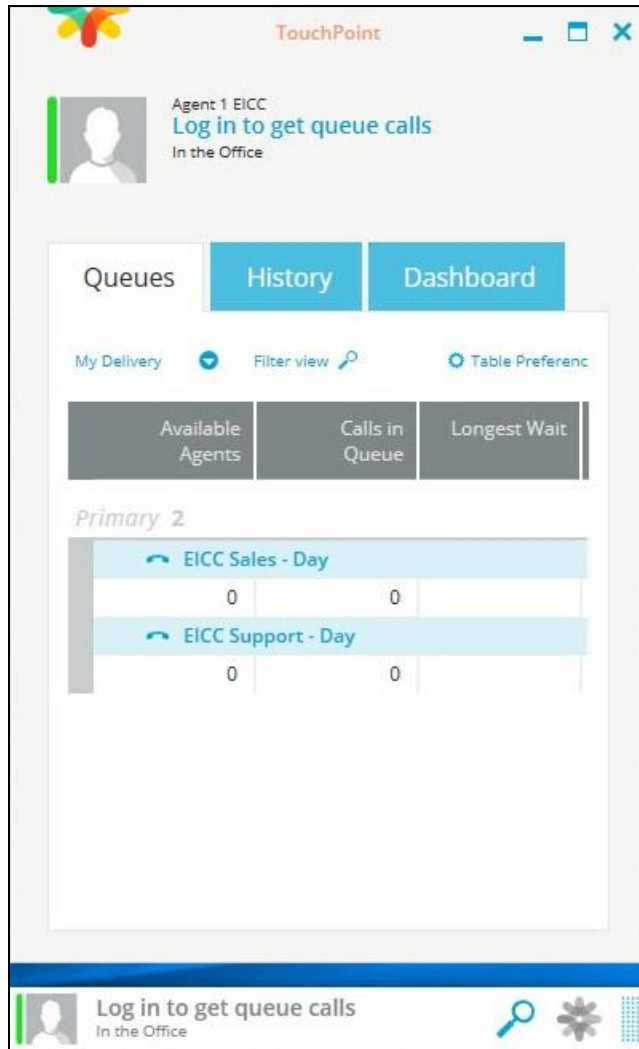 TouchPoint
Agent 1 EICC
Log in to get queue calls
In the Office
Queues History Dashboard
My Delivery Filter view Table Preferenc
Available Agents Calls in Queue Longest Wait
Primary 2
EICC Sales - Day
0 0
EICC Support - Day
0 0
Log in to get queue calls
In the Office